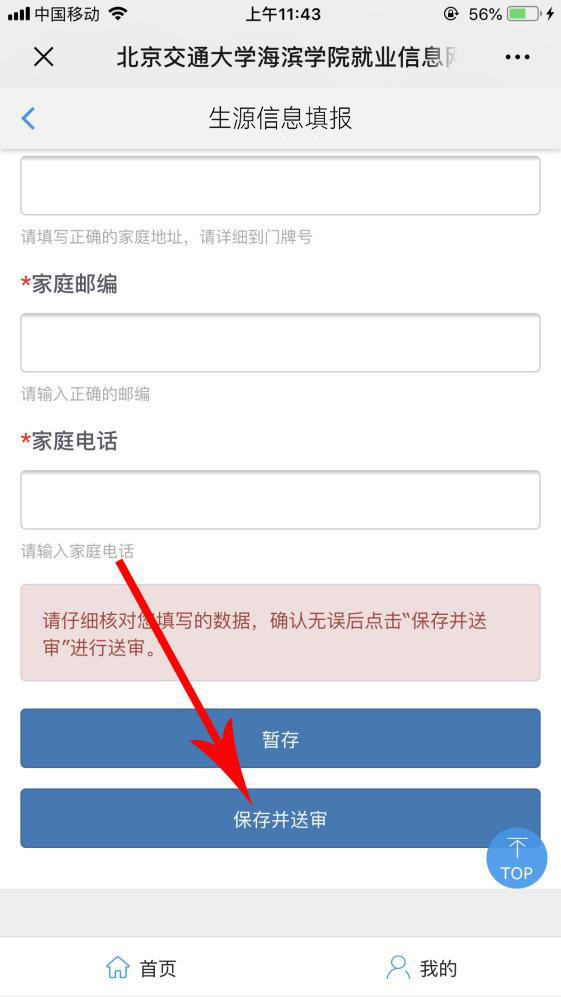 中国移动 上午11:43 56%
北京交通大学海滨学院就业信息网
生源信息填报
请填写正确的家庭地址，请详细到门牌号
*家庭邮编
请输入正确的邮编
*家庭电话
请输入家庭电话
请仔细核对您填写的数据，确认无误后点击“保存并送
审”进行送审。
暂存
保存并送审
TOP
首页 我的